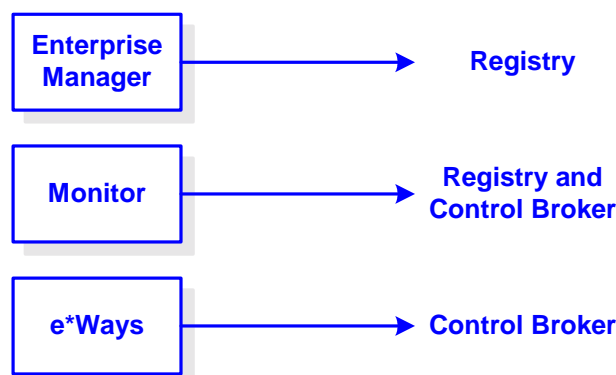 Enterprise
Manager
Registry
Monitor
Registry and
Control Broker
e*Ways
Control Broker